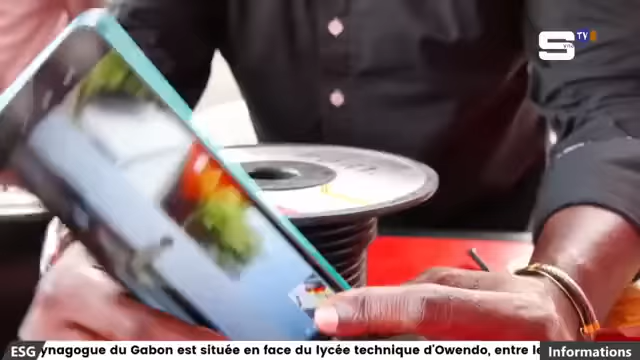 S TV
ESG
ynagogue du Gabon est située en face du lycée technique d'Owendo, entre le
Informations